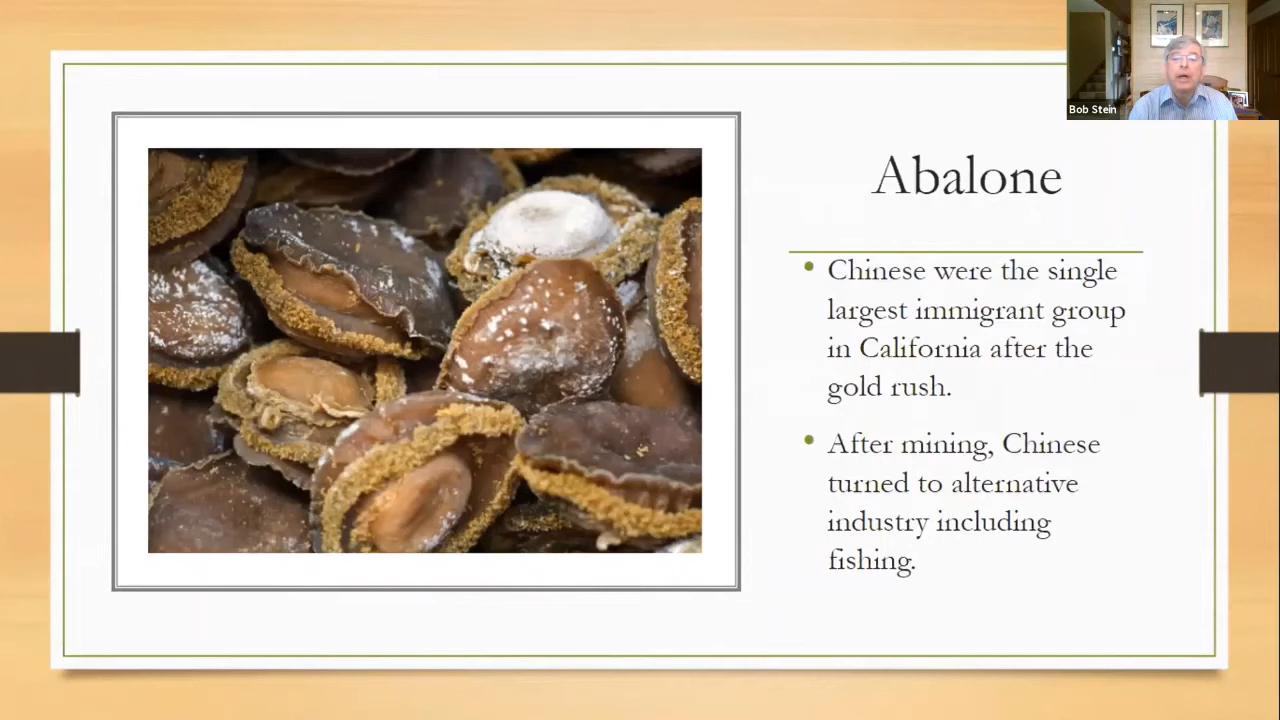 Bob Stein
Abalone
• Chinese were the single
largest immigrant group
in California after the
gold rush.
• After mining, Chinese
turned to alternative
industry including
fishing.